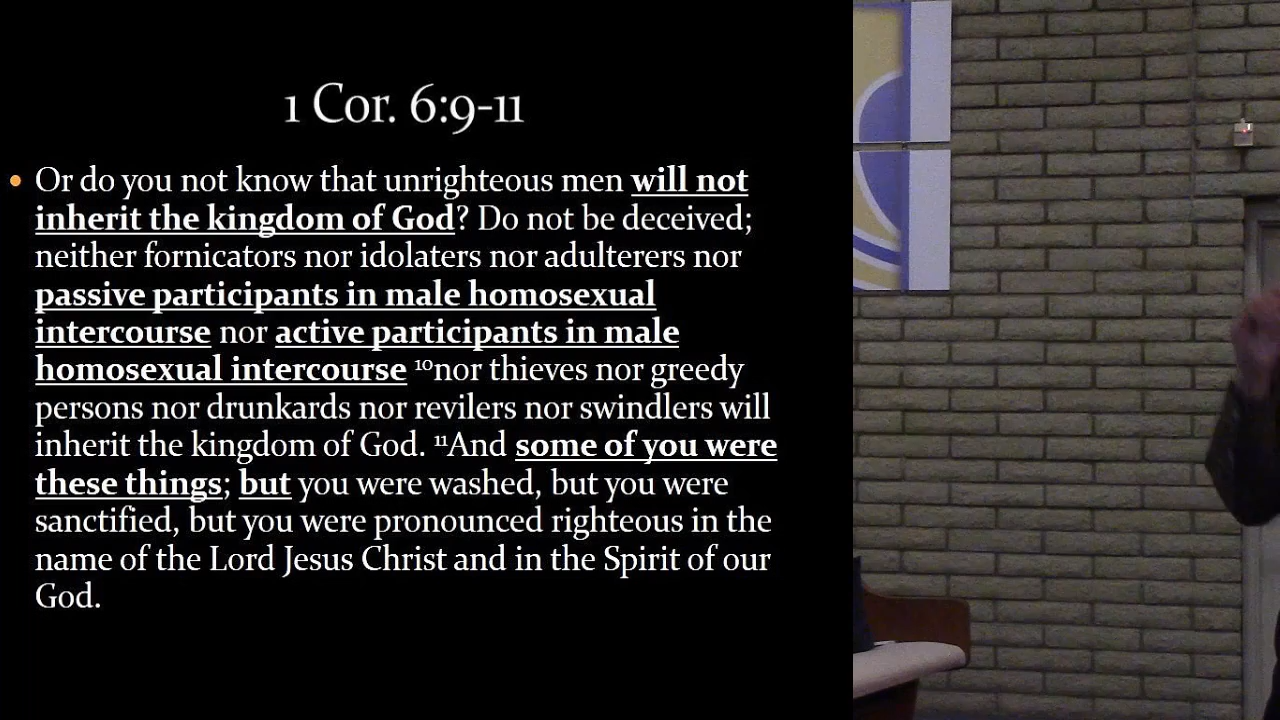 1 Cor. 6:9-11
• Or do you not know that unrighteous men will not
inherit the kingdom of God? Do not be deceived;
neither fornicators nor idolaters nor adulterers nor
passive participants in male homosexual
intercourse nor active participants in male
homosexual intercourse ¹⁰nor thieves nor greedy
persons nor drunkards nor revilers nor swindlers will
inherit the kingdom of God. ¹¹And some of you were
these things; but you were washed, but you were
sanctified, but you were pronounced righteous in the
name of the Lord Jesus Christ and in the Spirit of our
God.